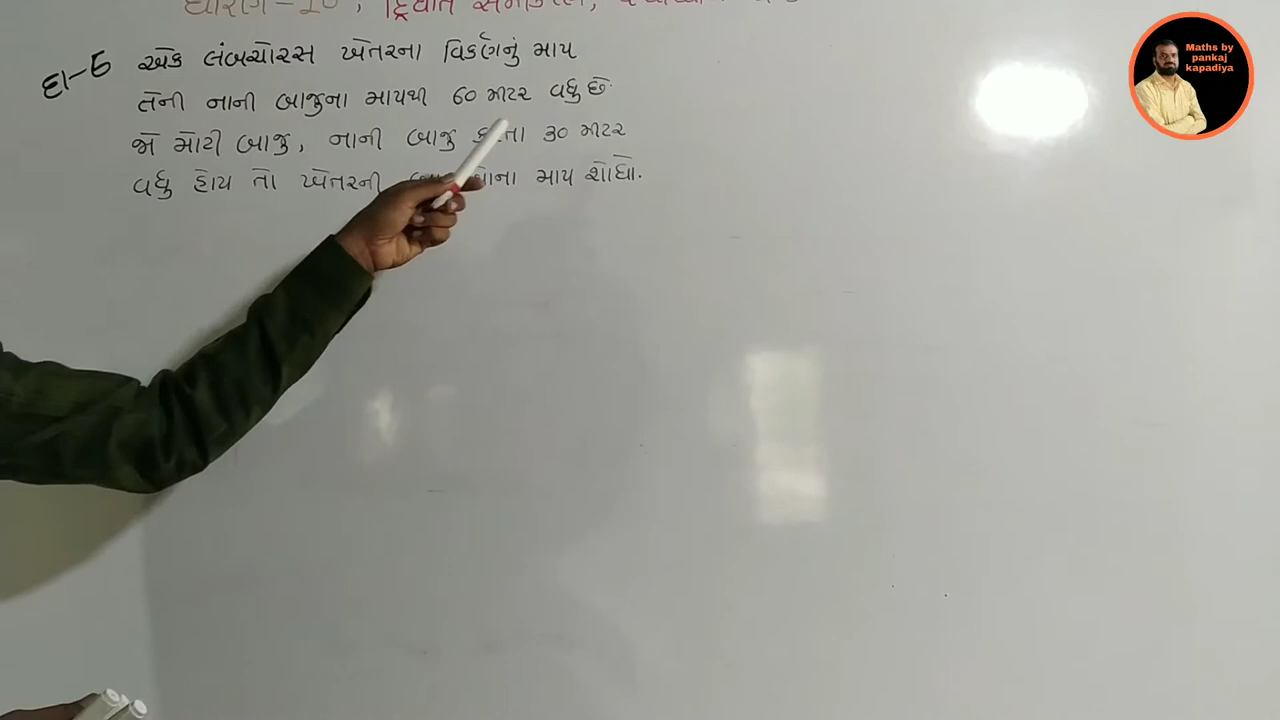 ધોરણ-10, દ્વિઘાત સમીકરણ,
દા-6 એક લંબચોરસ ખેતરના વિકર્ણનું માપ
તેની નાની બાજુના માપથી 60 મીટર વધુ છે.
જો મોટી બાજુ, નાની બાજુ કરતા 30 મીટર
વધુ હોય તો ખેતરની માપ શોધો.
Maths by
pankaj
kapadiya